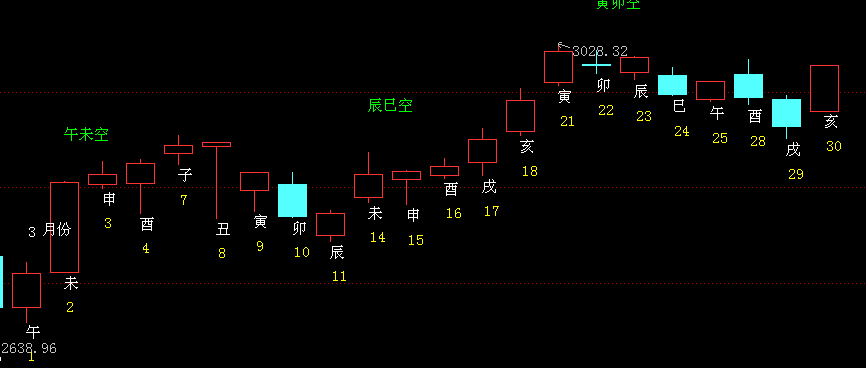 寅卯空
3028.32
辰巳空
午未空
3 月份
午
1
未
2
申
3
酉
4
子
7
丑
8
寅
9
卯
10
辰
11
未
14
申
15
酉
16
戌
17
亥
18
寅
21
卯
22
辰
23
巳
24
午
25
酉
28
戌
29
亥
30
2638.96